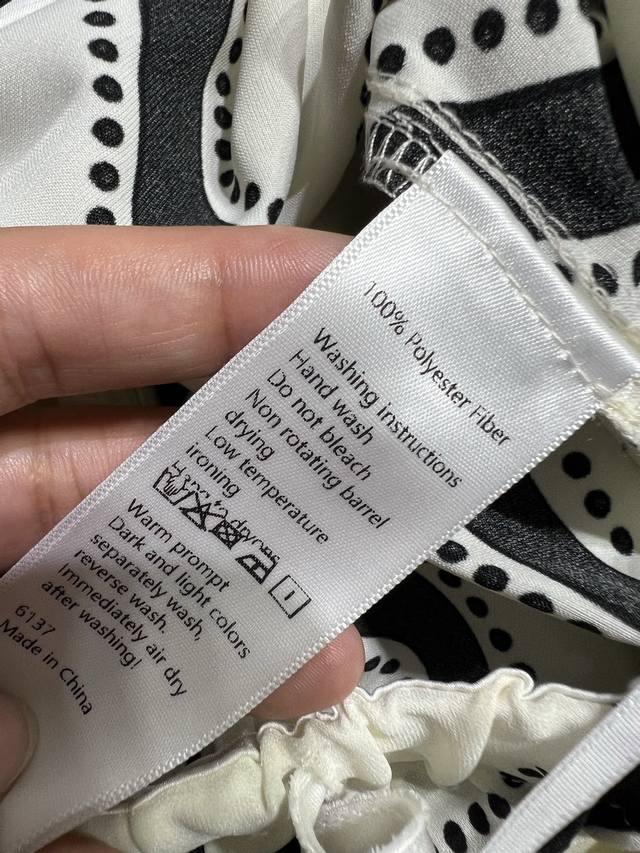 100% Polyester Fiber
Washing instructions
Hand wash
Do not bleach
Non rotating barrel
drying
Low temperature
ironing
Warm prompt
Dark and light colors
separately wash,
reverse wash.
Immediately air dry
after washing!
6137
Made in China